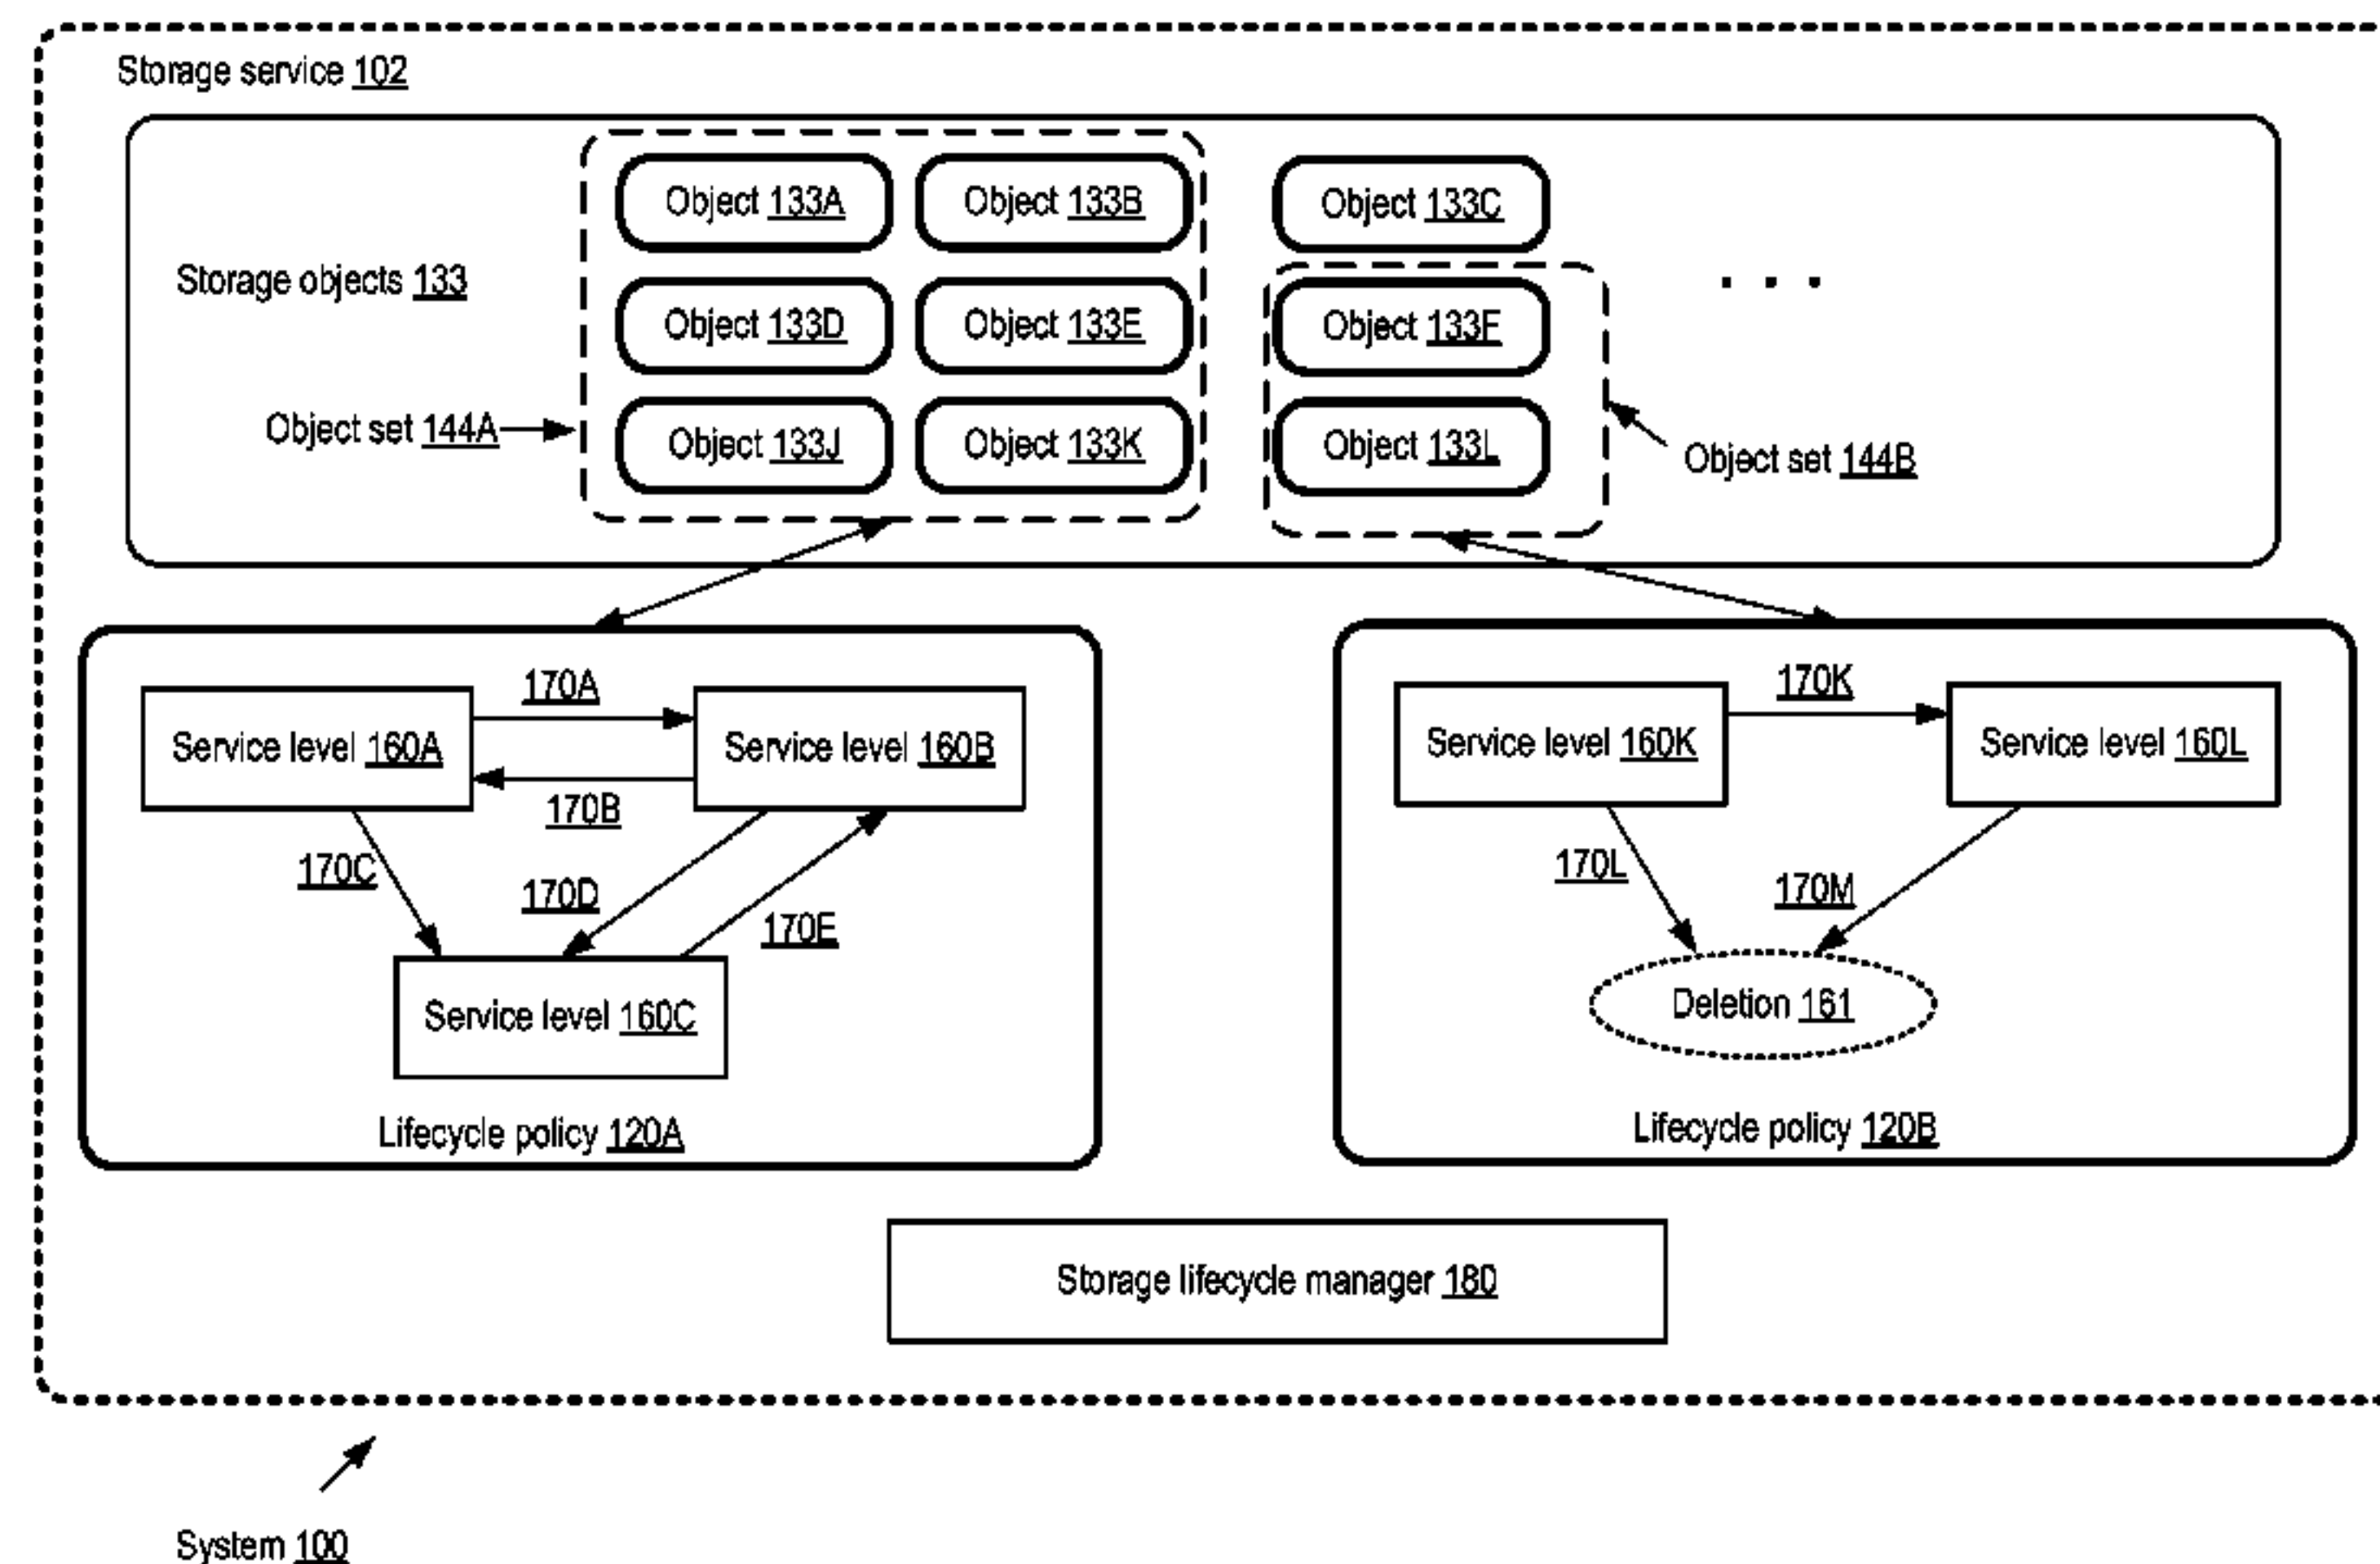 Storage service 102
Object 133A
Object 133B
Object 133C
Storage objects 133
Object 133D
Object 133E
Object 133F
. . .
Object set 144A
Object 133J
Object 133K
Object 133L
Object set 144B
170A
Service level 160A
Service level 160B
170B
170C
170D
170E
Service level 160C
Lifecycle policy 120A
170K
Service level 160K
Service level 160L
170L
170M
Deletion 161
Lifecycle policy 120B
Storage lifecycle manager 180
System 100